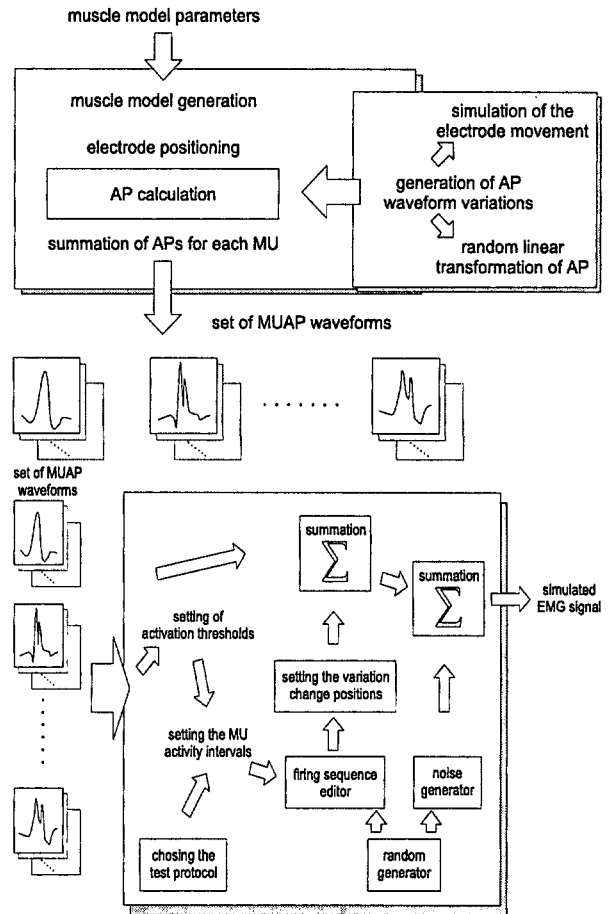 muscle model parameters
muscle model generation
electrode positioning
AP calculation
summation of APs for each MU
simulation of the
electrode movement
generation of AP
waveform variations
random linear
transformation of AP
set of MUAP waveforms
set of MUAP
waveforms
summation
Σ
summation
Σ
simulated
EMG signal
setting of
activation thresholds
setting the variation
change positions
setting the MU
activity intervals
firing sequence
editor
noise
generator
chosing the
test protocol
random
generator